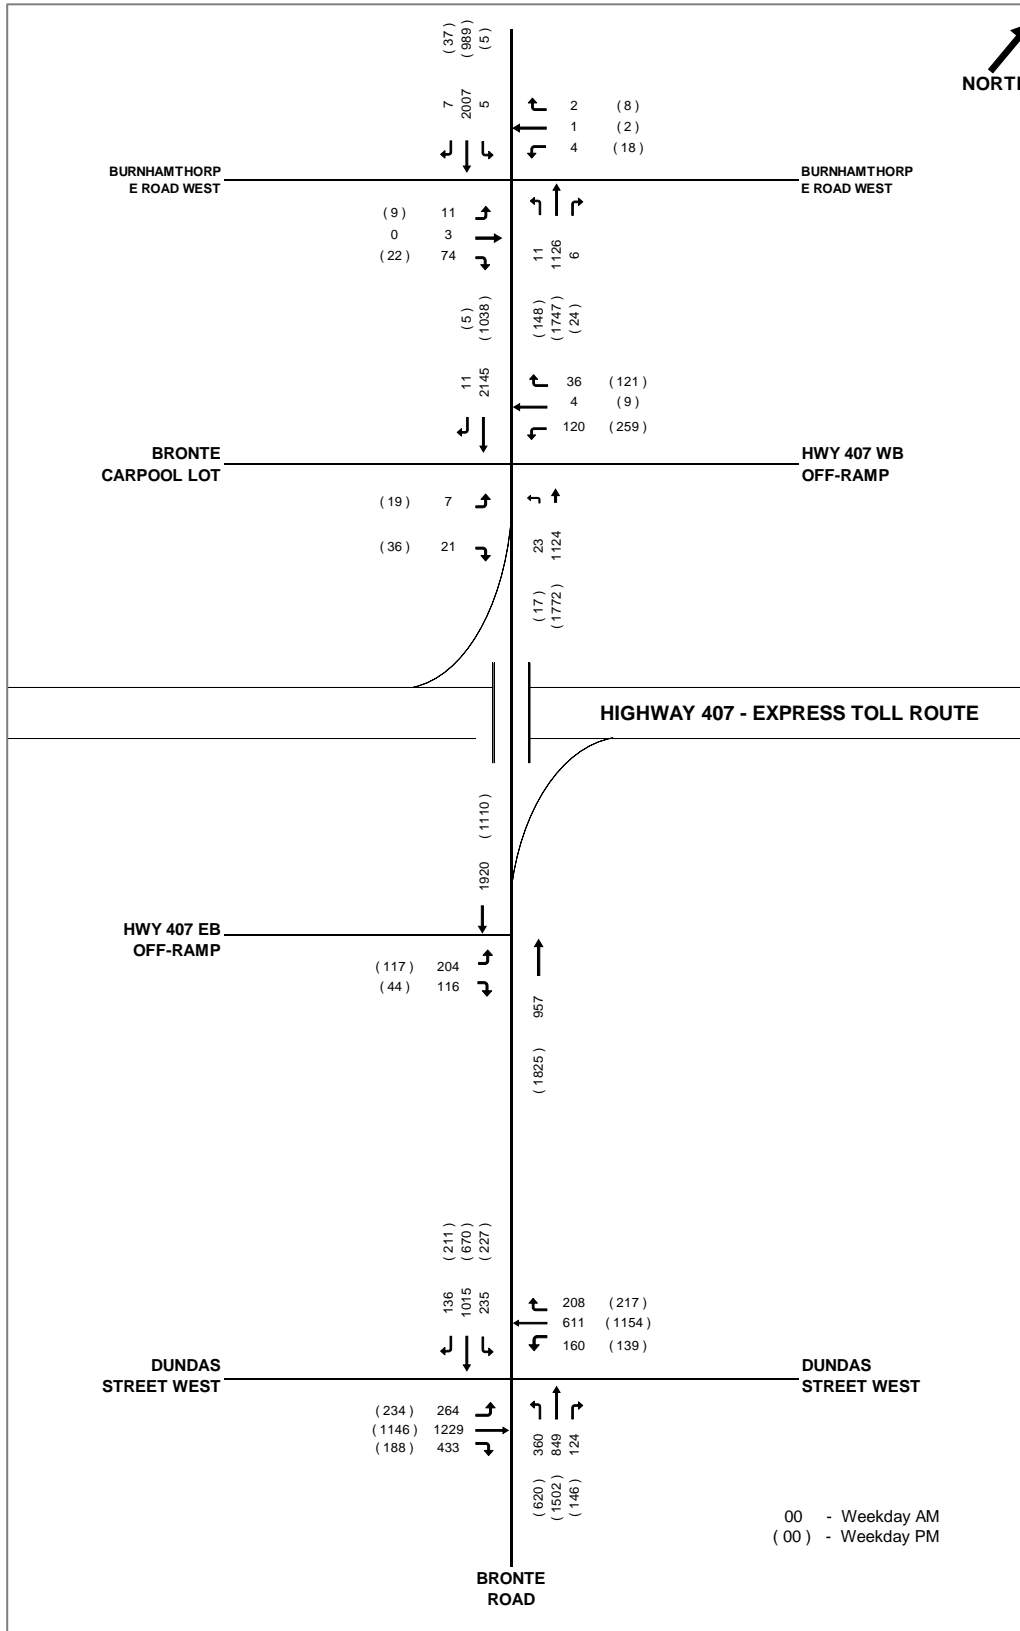 ( 37 ) ( 989 ) ( 5 )
7 2007 5
2 ( 8 )
1 ( 2 )
4 ( 18 )
NORTH
BURNHAMTHORP
E ROAD WEST
BURNHAMTHORP
E ROAD WEST
( 9 ) 11
0 3
( 22 ) 74
11 1126 6
( 148 ) ( 1747 ) ( 24 )
( 5 ) ( 1038 )
11 2145
36 ( 121 )
4 ( 9 )
120 ( 259 )
BRONTE
CARPOOL LOT
HWY 407 WB
OFF-RAMP
( 19 ) 7
( 36 ) 21
23 1124
( 17 ) ( 1772 )
HIGHWAY 407 - EXPRESS TOLL ROUTE
( 1110 )
1920
HWY 407 EB
OFF-RAMP
( 117 ) 204
( 44 ) 116
957
( 1825 )
( 211 ) ( 670 ) ( 227 )
136 1015 235
208 ( 217 )
611 ( 1154 )
160 ( 139 )
DUNDAS
STREET WEST
DUNDAS
STREET WEST
( 234 ) 264
( 1146 ) 1229
( 188 ) 433
360 849 124
( 620 ) ( 1502 ) ( 146 )
00 - Weekday AM
( 00 ) - Weekday PM
BRONTE
ROAD